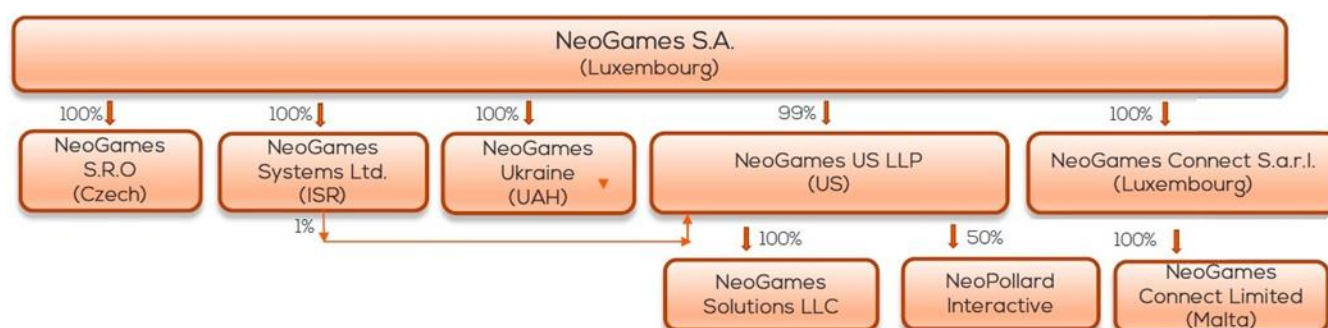 NeoGames S.A.
(Luxembourg)
100%
100%
100%
99%
100%
NeoGames
S.R.O
(Czech)
NeoGames
Systems Ltd.
(ISR)
NeoGames
Ukraine
(UAH)
NeoGames US LLP
(US)
NeoGames Connect S.a.r.l.
(Luxembourg)
1%
100%
50%
100%
NeoGames
Solutions LLC
NeoPollard
Interactive
NeoGames
Connect Limited
(Malta)